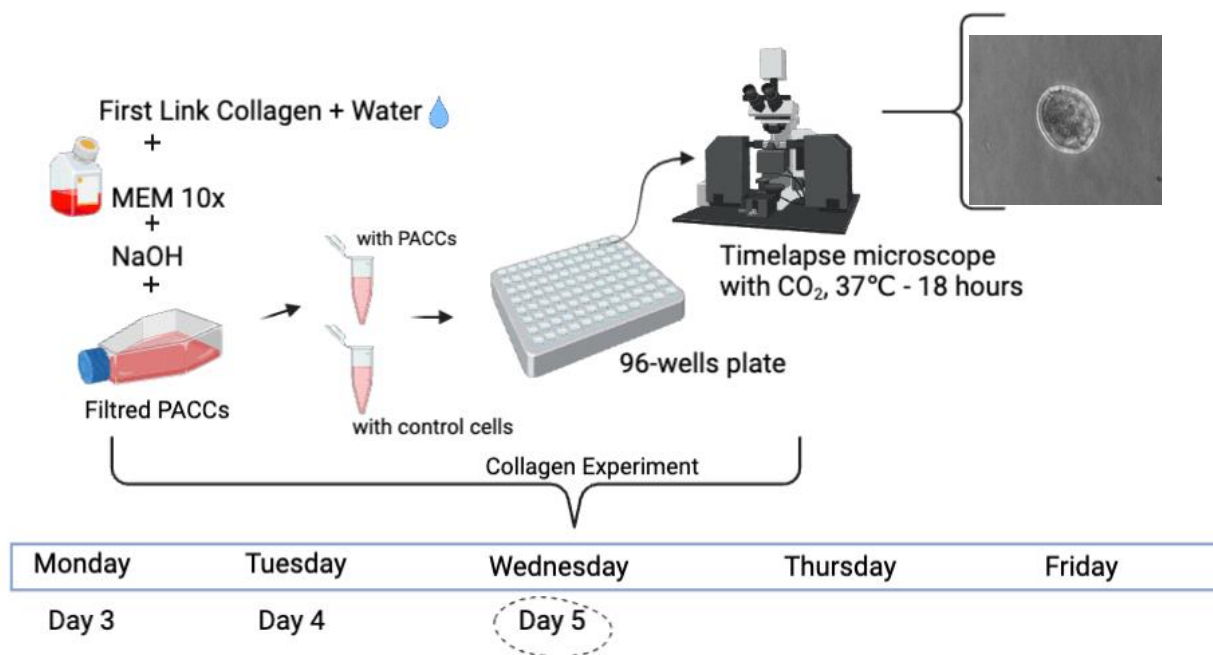 First Link Collagen + Water
+
MEM 10x
+
NaOH
+
Filtred PACCs
with PACCs
with control cells
96-wells plate
Timelapse microscope
with CO₂, 37℃ - 18 hours
Collagen Experiment
Monday Tuesday Wednesday Thursday Friday
Day 3 Day 4 Day 5